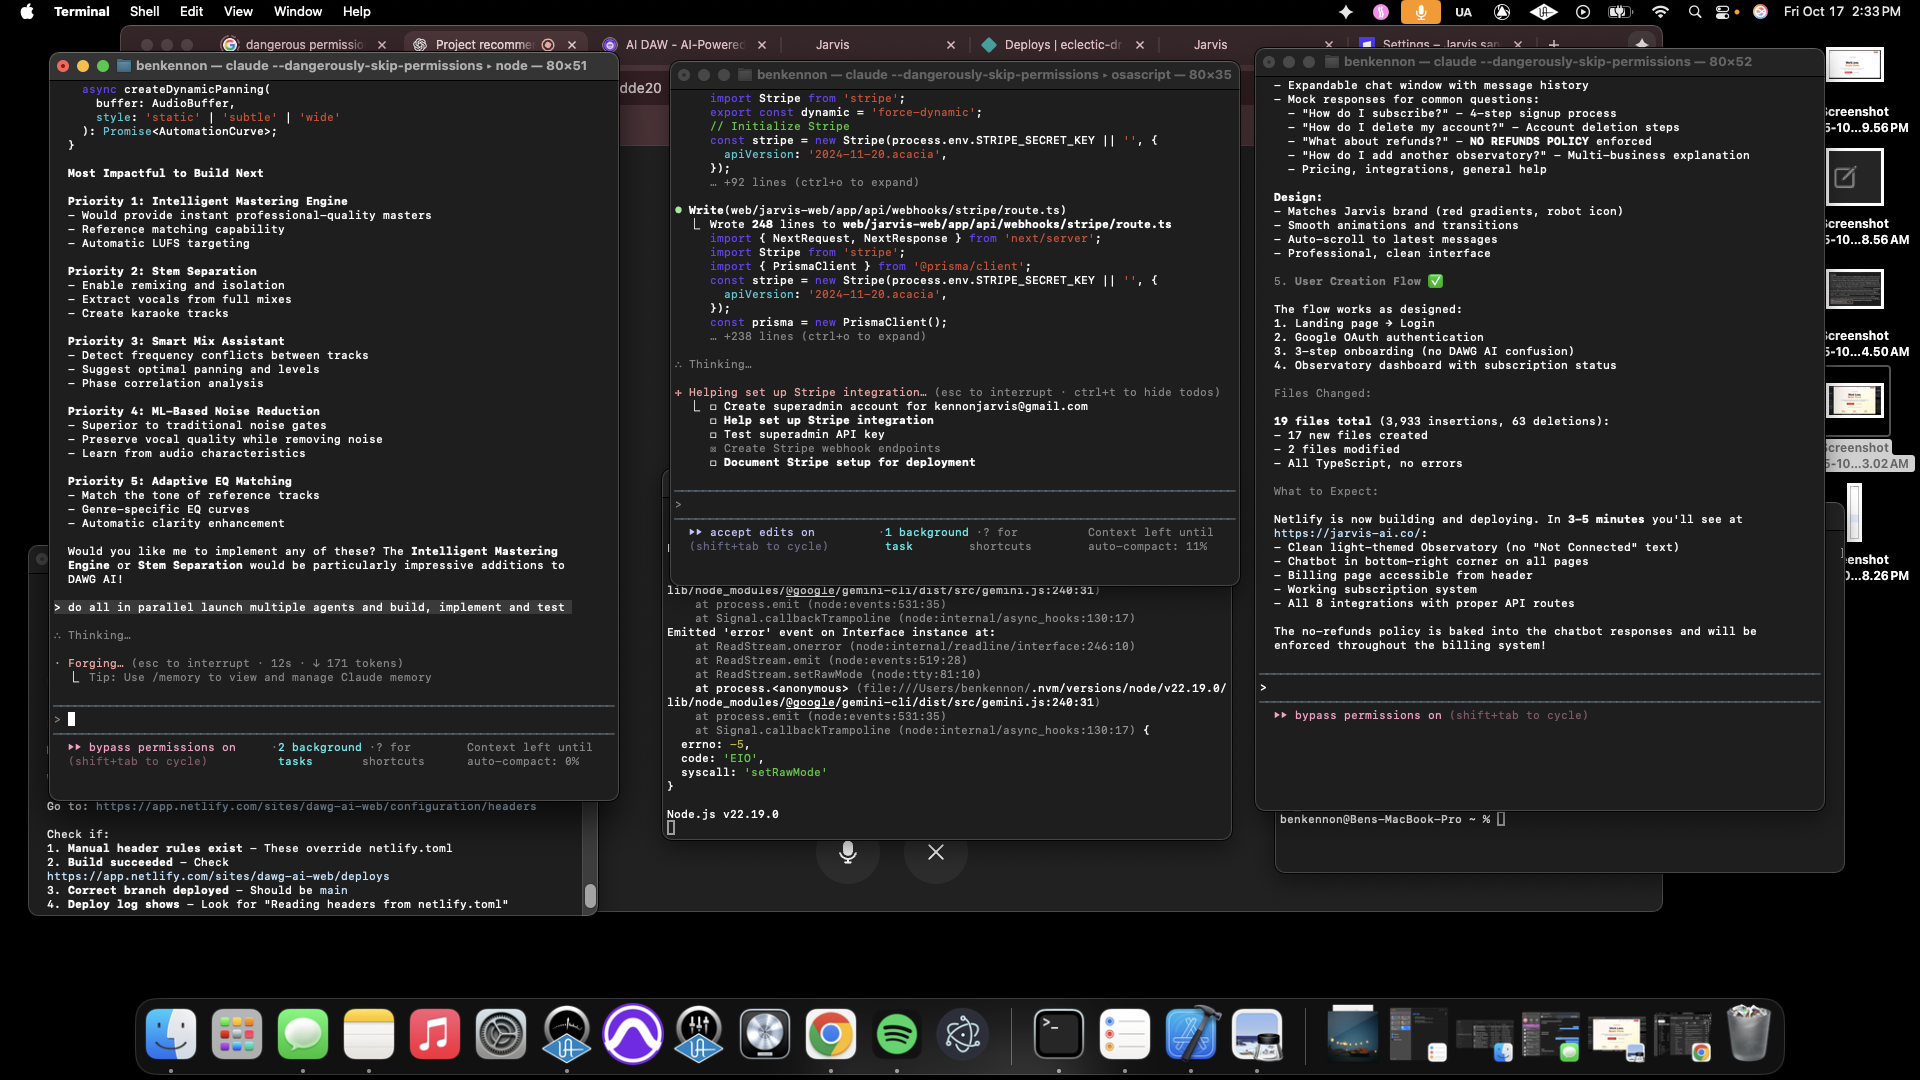 Terminal Shell Edit View Window Help
UA
Fri Oct 17 2:33 PM
dangerous permissio
Project recomme
AI DAW - AI-Powered
Jarvis
Deploys | eclectic-dr
Jarvis
Settings – Jarvis san
benkennon — claude --dangerously-skip-permissions ▸ node — 80×51
async createDynamicPanning(
buffer: AudioBuffer,
style: 'static' | 'subtle' | 'wide'
): Promise<AutomationCurve>;
}
Most Impactful to Build Next
Priority 1: Intelligent Mastering Engine
- Would provide instant professional-quality masters
- Reference matching capability
- Automatic LUFS targeting
Priority 2: Stem Separation
- Enable remixing and isolation
- Extract vocals from full mixes
- Create karaoke tracks
Priority 3: Smart Mix Assistant
- Detect frequency conflicts between tracks
- Suggest optimal panning and levels
- Phase correlation analysis
Priority 4: ML-Based Noise Reduction
- Superior to traditional noise gates
- Preserve vocal quality while removing noise
- Learn from audio characteristics
Priority 5: Adaptive EQ Matching
- Match the tone of reference tracks
- Genre-specific EQ curves
- Automatic clarity enhancement
Would you like me to implement any of these? The Intelligent Mastering
Engine or Stem Separation would be particularly impressive additions to
DAWG AI!
> do all in parallel launch multiple agents and build, implement and test
∴ Thinking…
· Forging… (esc to interrupt · 12s · ↓ 171 tokens)
⎿ Tip: Use /memory to view and manage Claude memory
>
⏵⏵ bypass permissions on (shift+tab to cycle) · 2 background tasks · ? for shortcuts Context left until auto-compact: 0%
Go to: https://app.netlify.com/sites/dawg-ai-web/configuration/headers
Check if:
1. Manual header rules exist – These override netlify.toml
2. Build succeeded – Check
https://app.netlify.com/sites/dawg-ai-web/deploys
3. Correct branch deployed – Should be main
4. Deploy log shows – Look for "Reading headers from netlify.toml"
dde20
benkennon — claude --dangerously-skip-permissions ▸ osascript — 80×35
import Stripe from 'stripe';
export const dynamic = 'force-dynamic';
// Initialize Stripe
const stripe = new Stripe(process.env.STRIPE_SECRET_KEY || '', {
apiVersion: '2024-11-20.acacia',
});
… +92 lines (ctrl+o to expand)
● Write(web/jarvis-web/app/api/webhooks/stripe/route.ts)
⎿ Wrote 248 lines to web/jarvis-web/app/api/webhooks/stripe/route.ts
import { NextRequest, NextResponse } from 'next/server';
import Stripe from 'stripe';
import { PrismaClient } from '@prisma/client';
const stripe = new Stripe(process.env.STRIPE_SECRET_KEY || '', {
apiVersion: '2024-11-20.acacia',
});
const prisma = new PrismaClient();
… +238 lines (ctrl+o to expand)
∴ Thinking…
+ Helping set up Stripe integration… (esc to interrupt · ctrl+t to hide todos)
⎿ ☐ Create superadmin account for kennonjarvis@gmail.com
☐ Help set up Stripe integration
☐ Test superadmin API key
☒ Create Stripe webhook endpoints
☐ Document Stripe setup for deployment
>
⏵⏵ accept edits on (shift+tab to cycle) · 1 background task · ? for shortcuts Context left until auto-compact: 11%
lib/node_modules/@google/gemini-cli/dist/src/gemini.js:240:31)
at process.emit (node:events:531:35)
at Signal.callbackTrampoline (node:internal/async_hooks:130:17)
Emitted 'error' event on Interface instance at:
at ReadStream.onerror (node:internal/readline/interface:246:10)
at ReadStream.emit (node:events:519:28)
at ReadStream.setRawMode (node:tty:81:10)
at process.<anonymous> (file:///Users/benkennon/.nvm/versions/node/v22.19.0/
lib/node_modules/@google/gemini-cli/dist/src/gemini.js:240:31)
at process.emit (node:events:531:35)
at Signal.callbackTrampoline (node:internal/async_hooks:130:17) {
errno: -5,
code: 'EIO',
syscall: 'setRawMode'
}
Node.js v22.19.0
benkennon — claude --dangerously-skip-permissions — 80×52
- Expandable chat window with message history
- Mock responses for common questions:
- "How do I subscribe?" – 4-step signup process
- "How do I delete my account?" – Account deletion steps
- "What about refunds?" – NO REFUNDS POLICY enforced
- "How do I add another observatory?" – Multi-business explanation
- Pricing, integrations, general help
Design:
- Matches Jarvis brand (red gradients, robot icon)
- Smooth animations and transitions
- Auto-scroll to latest messages
- Professional, clean interface
5. User Creation Flow ✅
The flow works as designed:
1. Landing page → Login
2. Google OAuth authentication
3. 3-step onboarding (no DAWG AI confusion)
4. Observatory dashboard with subscription status
Files Changed:
19 files total (3,933 insertions, 63 deletions):
- 17 new files created
- 2 files modified
- All TypeScript, no errors
What to Expect:
Netlify is now building and deploying. In 3–5 minutes you'll see at
https://jarvis-ai.co/:
- Clean light-themed Observatory (no "Not Connected" text)
- Chatbot in bottom-right corner on all pages
- Billing page accessible from header
- Working subscription system
- All 8 integrations with proper API routes
The no-refunds policy is baked into the chatbot responses and will be
enforced throughout the billing system!
>
⏵⏵ bypass permissions on (shift+tab to cycle)
benkennon@Bens-MacBook-Pro ~ %
Screenshot
5-10...9.56 PM
Screenshot
5-10...8.56 AM
Screenshot
5-10...4.50 AM
Screenshot
5-10...3.02 AM
eenshot
0...8.26 PM